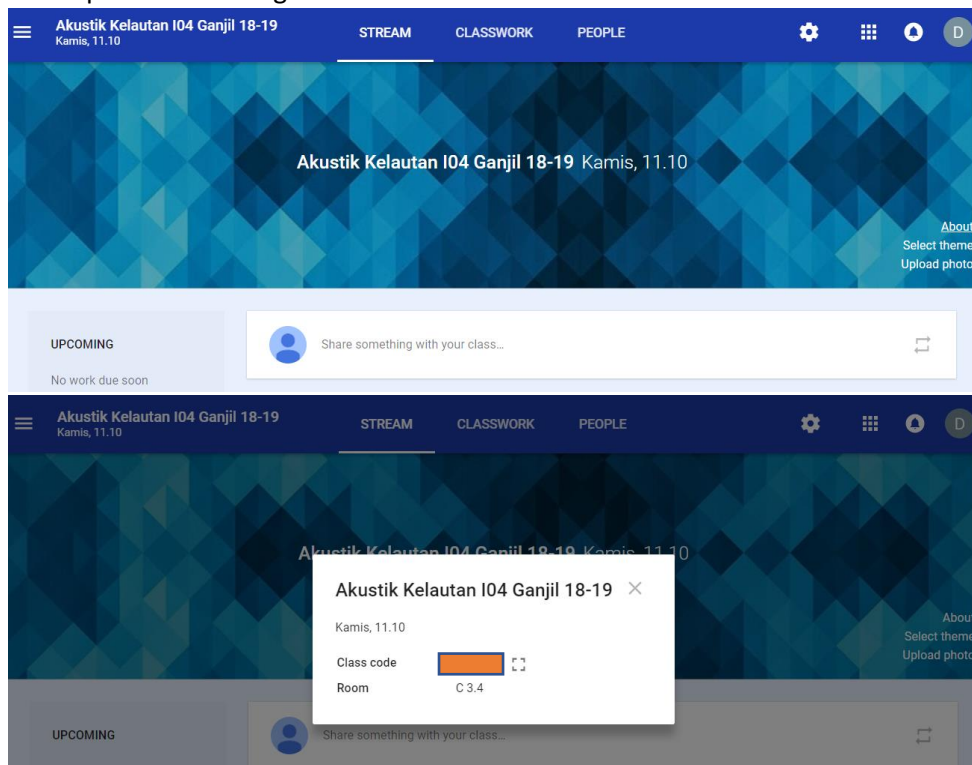 Akustik Kelautan I04 Ganjil 18-19
Kamis, 11.10
STREAM CLASSWORK PEOPLE
D
Akustik Kelautan I04 Ganjil 18-19 Kamis, 11.10
About
Select theme
Upload photo
UPCOMING
Share something with your class...
No work due soon
Akustik Kelautan I04 Ganjil 18-19
Kamis, 11.10
STREAM CLASSWORK PEOPLE
D
Akustik Kelautan I04 Ganjil 18-19 Kamis, 11.10
Akustik Kelautan I04 Ganjil 18-19
Kamis, 11.10
Class code
Room C 3.4
About
Select theme
Upload photo
UPCOMING
Share something with your class...